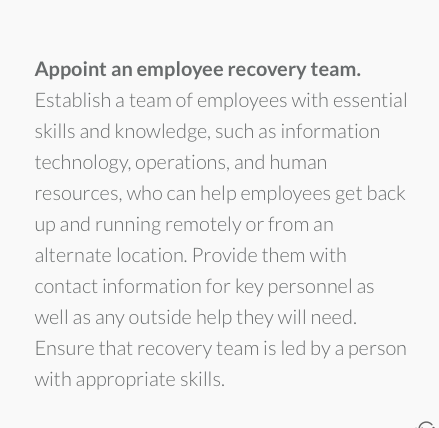 Appoint an employee recovery team.
Establish a team of employees with essential
skills and knowledge, such as information
technology, operations, and human
resources, who can help employees get back
up and running remotely or from an
alternate location. Provide them with
contact information for key personnel as
well as any outside help they will need.
Ensure that recovery team is led by a person
with appropriate skills.